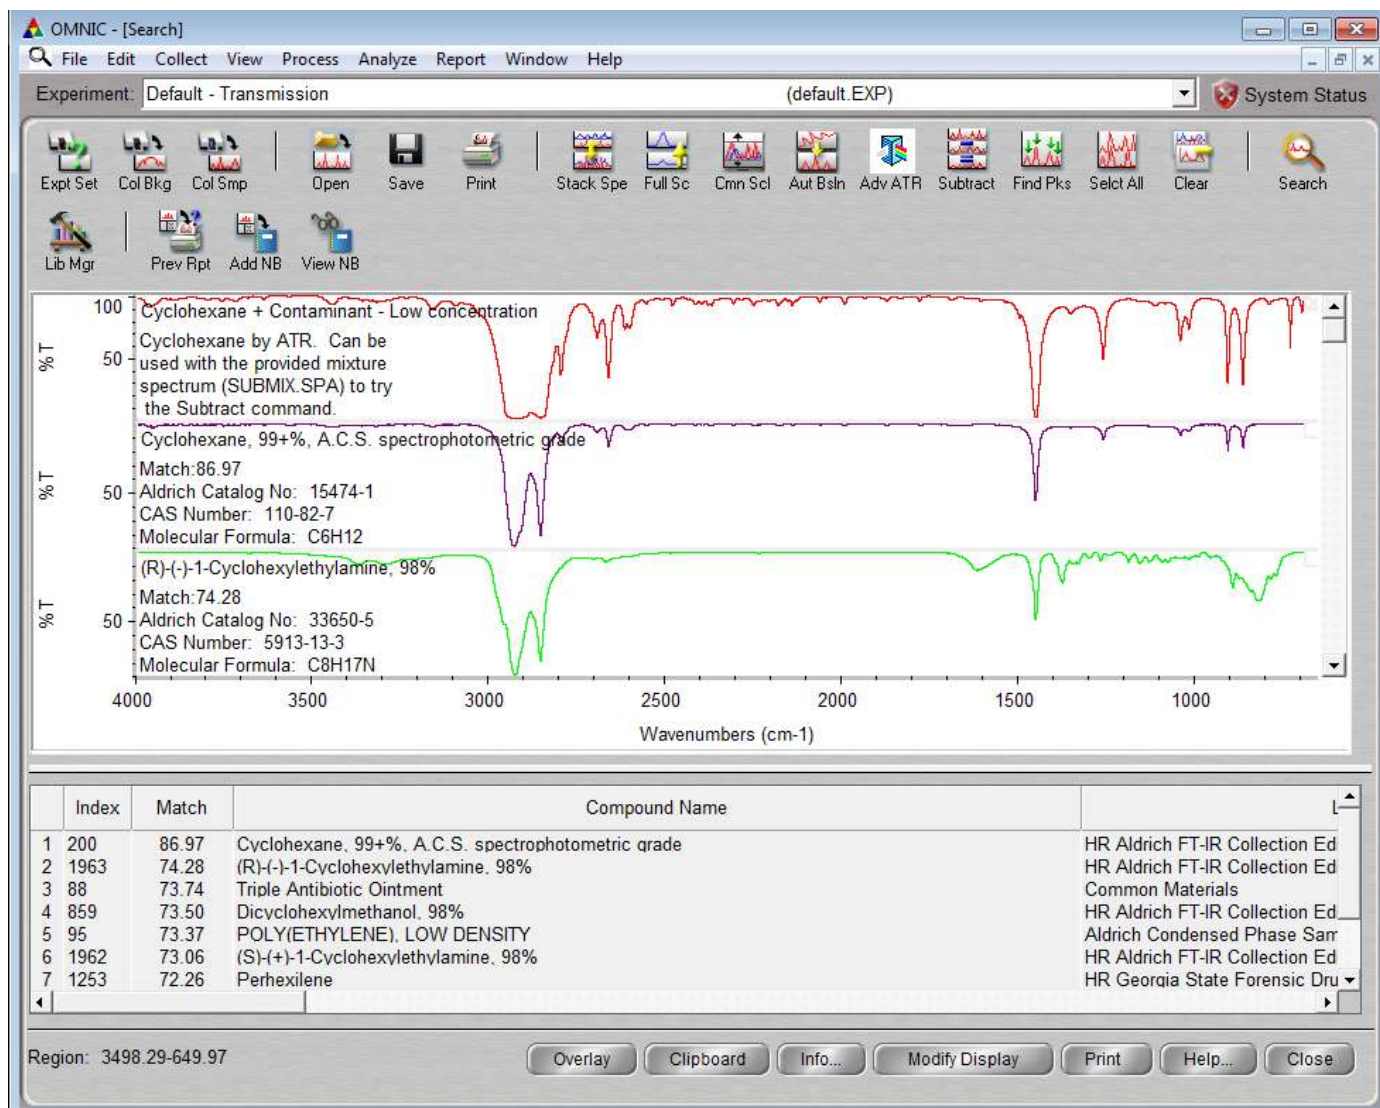 OMNIC - [Search]
File Edit Collect View Process Analyze Report Window Help
Experiment: Default - Transmission (default.EXP) System Status
Expt Set Col Bkg Col Smp Open Save Print Stack Spe Full Sc Cmn Scl Aut Bsln Adv ATR Subtract Find Pks Selct All Clear Search
Lib Mgr Prev Rpt Add NB View NB
100
%T
50
Cyclohexane + Contaminant - Low concentration
Cyclohexane by ATR. Can be
used with the provided mixture
spectrum (SUBMIX.SPA) to try
the Subtract command.
%T
50
Cyclohexane, 99+%, A.C.S. spectrophotometric grade
Match:86.97
Aldrich Catalog No: 15474-1
CAS Number: 110-82-7
Molecular Formula: C6H12
%T
50
(R)-(-)-1-Cyclohexylethylamine, 98%
Match:74.28
Aldrich Catalog No: 33650-5
CAS Number: 5913-13-3
Molecular Formula: C8H17N
4000 3500 3000 2500 2000 1500 1000
Wavenumbers (cm-1)
Index Match Compound Name L
1 200 86.97 Cyclohexane, 99+%, A.C.S. spectrophotometric grade HR Aldrich FT-IR Collection Ed
2 1963 74.28 (R)-(-)-1-Cyclohexylethylamine, 98% HR Aldrich FT-IR Collection Ed
3 88 73.74 Triple Antibiotic Ointment Common Materials
4 859 73.50 Dicyclohexylmethanol, 98% HR Aldrich FT-IR Collection Ed
5 95 73.37 POLY(ETHYLENE), LOW DENSITY Aldrich Condensed Phase Sam
6 1962 73.06 (S)-(+)-1-Cyclohexylethylamine, 98% HR Aldrich FT-IR Collection Ed
7 1253 72.26 Perhexilene HR Georgia State Forensic Dru
Region: 3498.29-649.97 Overlay Clipboard Info... Modify Display Print Help... Close